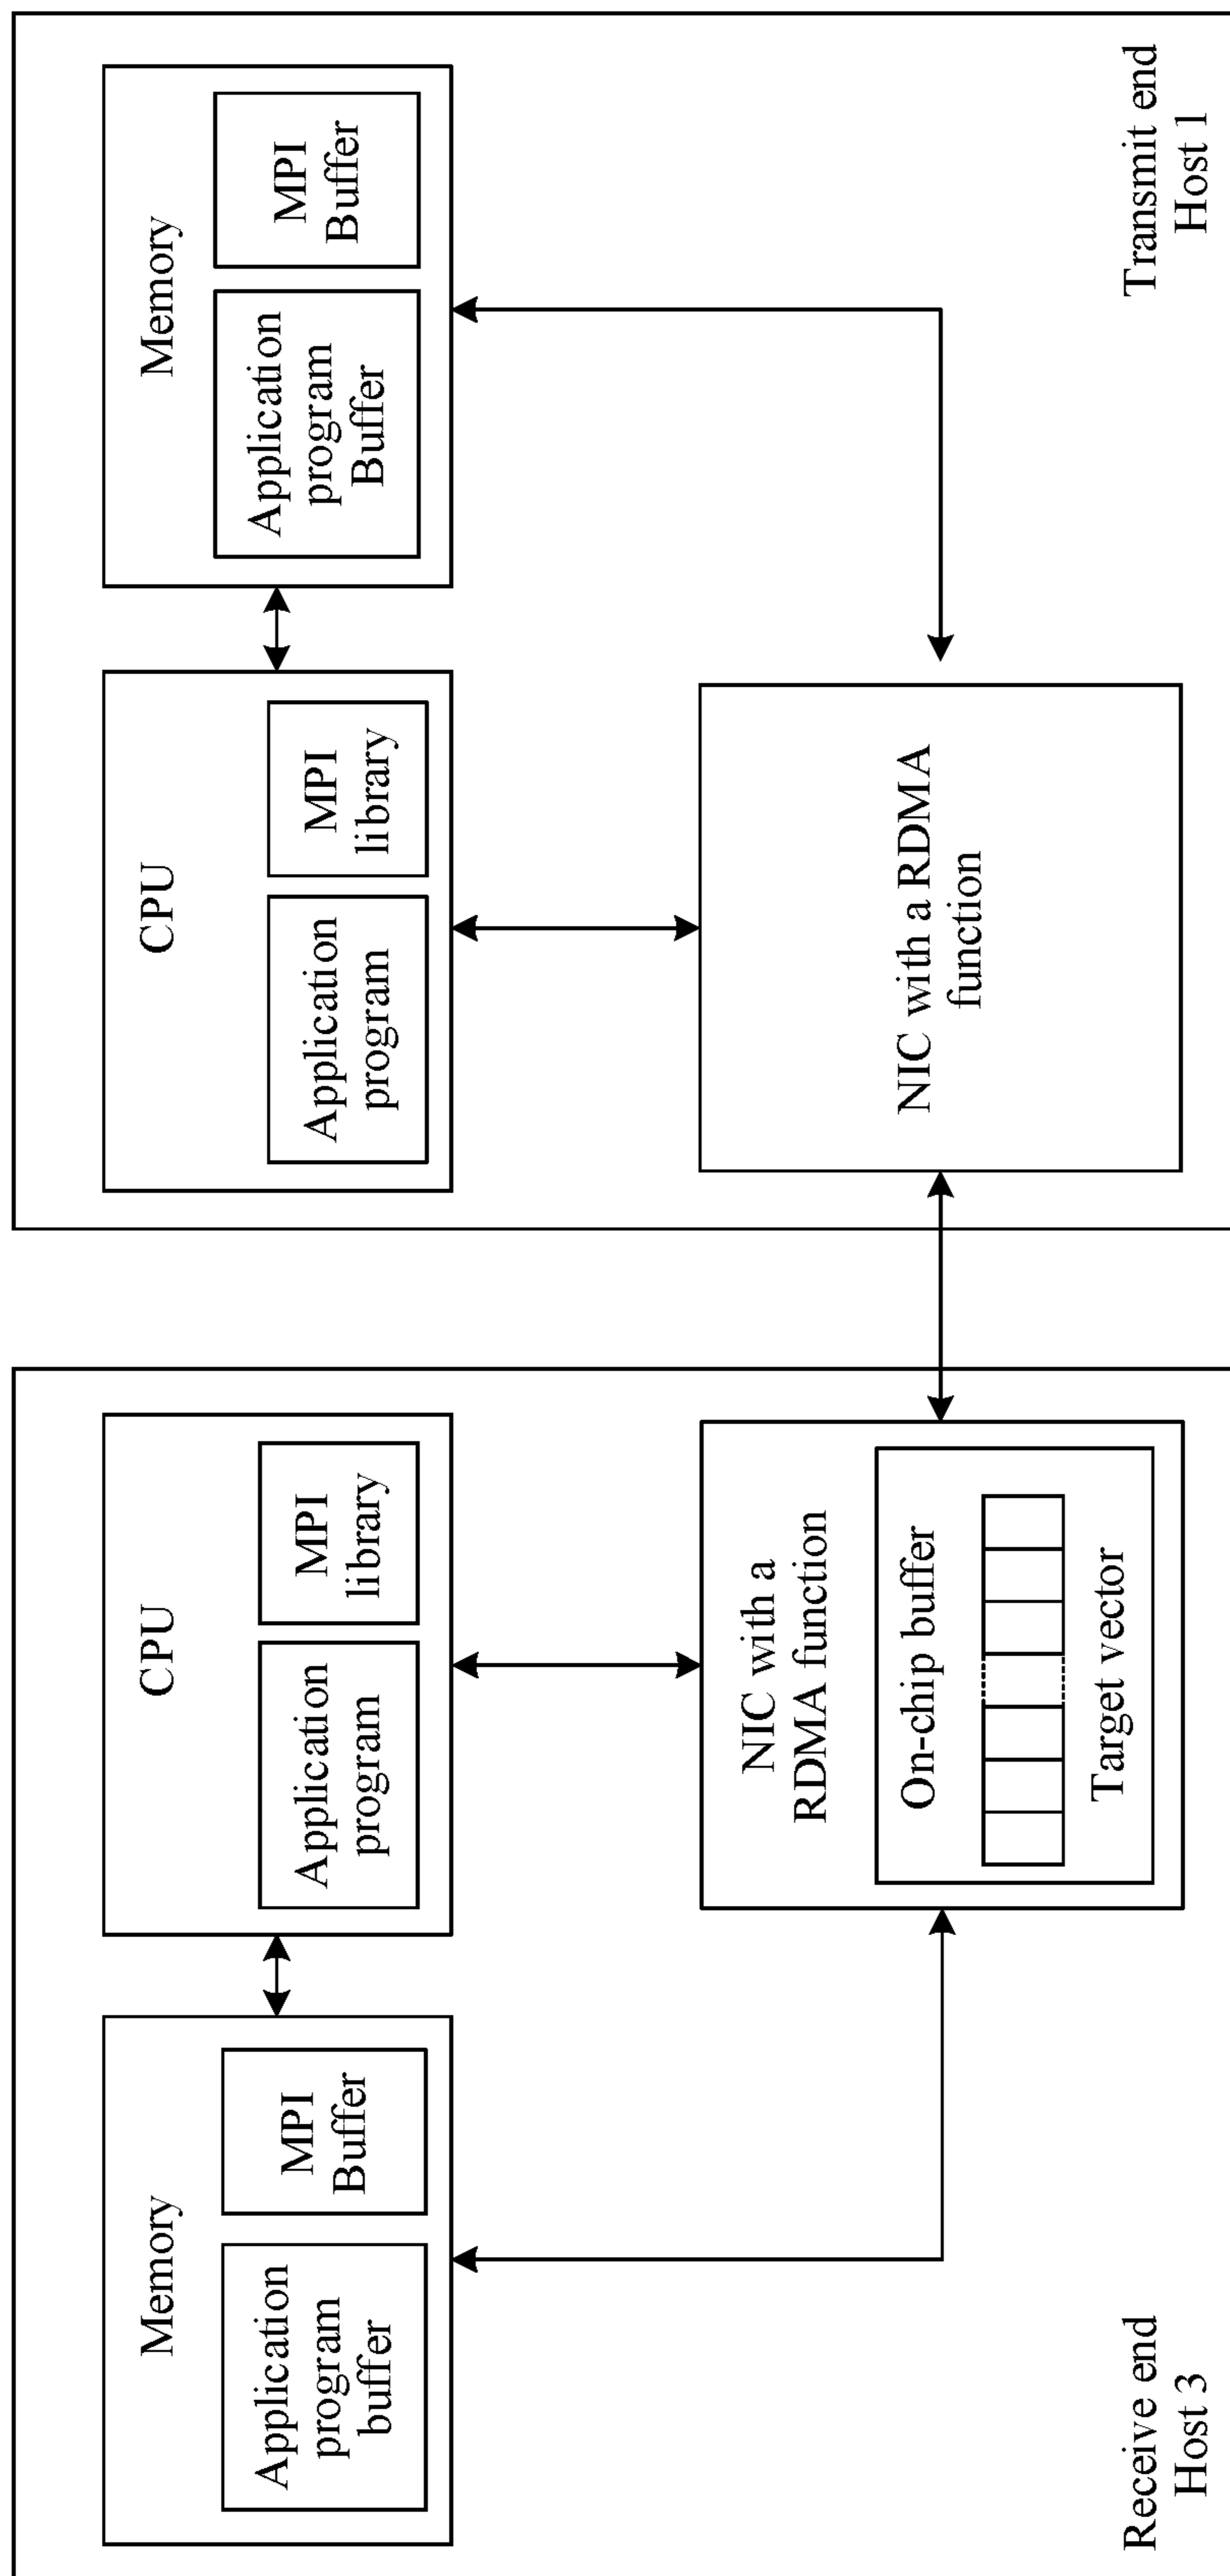 Memory
Application
program
buffer
MPI
Buffer
CPU
Application
program
MPI
library
NIC with a
RDMA function
On-chip buffer
Target vector
Receive end
Host 3
CPU
Application
program
MPI
library
Memory
Application
program
Buffer
MPI
Buffer
NIC with a RDMA
function
Transmit end
Host 1